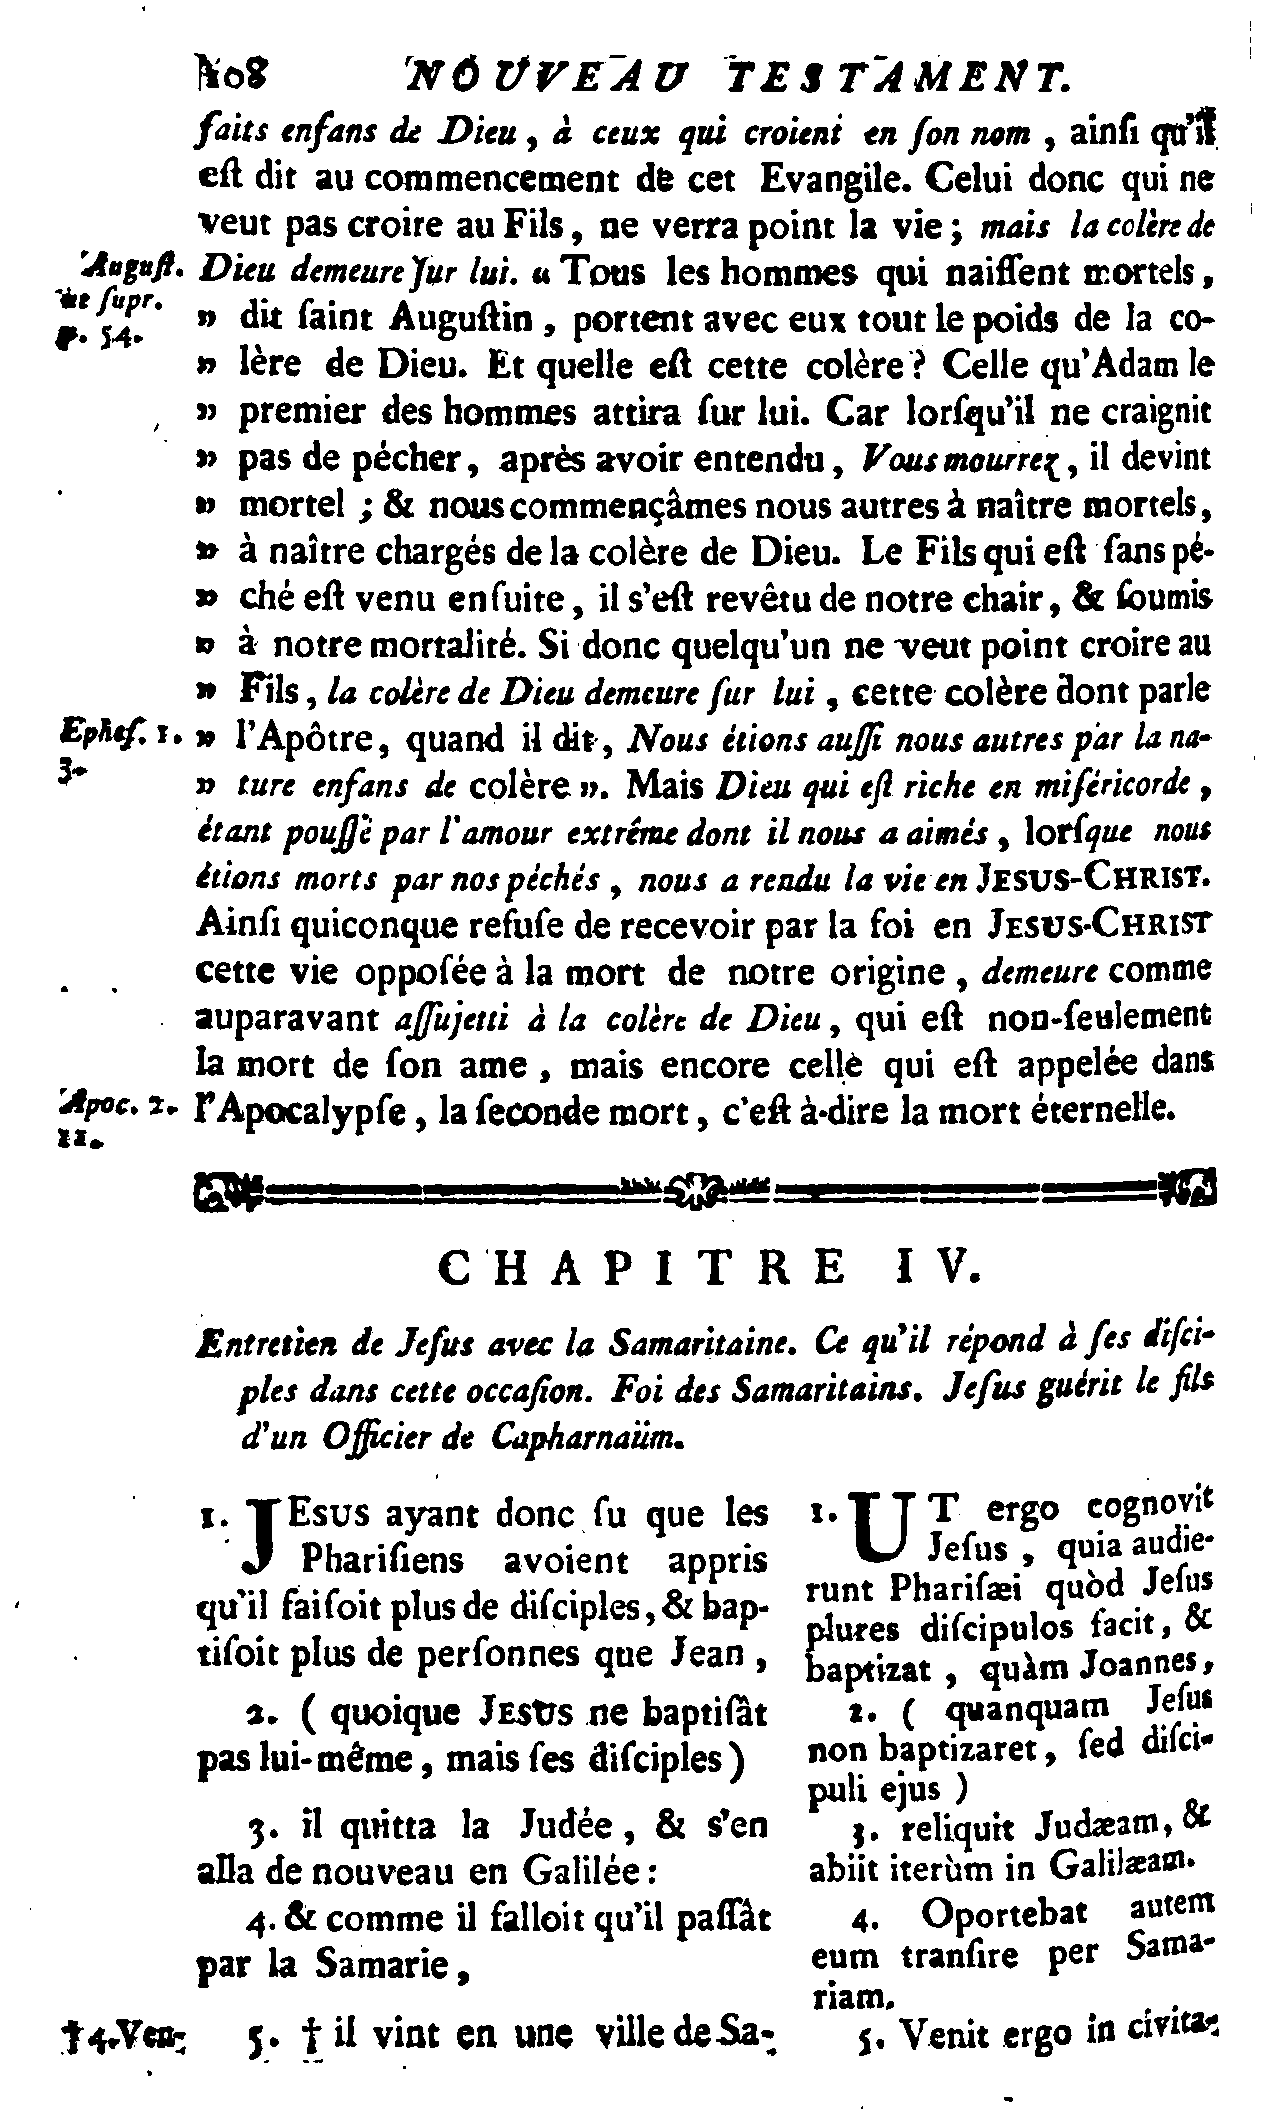 108 NOUVEAU TESTAMENT.
faits enfans de Dieu, à ceux qui croient en ſon nom, ainſi qu'il
eſt dit au commencement de cet Evangile. Celui donc qui ne
veut pas croire au Fils, ne verra point la vie; mais la colère de
Auguſt. Dieu demeure ſur lui. « Tous les hommes qui naiſſent mortels,
ut ſupr.
p. 54.
» dit ſaint Auguſtin, portent avec eux tout le poids de la co-
» lère de Dieu. Et quelle eſt cette colère? Celle qu'Adam le
» premier des hommes attira ſur lui. Car lorſqu'il ne craignit
» pas de pécher, après avoir entendu, Vous mourrez, il devint
» mortel; & nous commençâmes nous autres à naître mortels,
» à naître chargés de la colère de Dieu. Le Fils qui eſt ſans pé-
» ché eſt venu enſuite, il s'eſt revêtu de notre chair, & ſoumis
» à notre mortalité. Si donc quelqu'un ne veut point croire au
» Fils, la colère de Dieu demeure ſur lui, cette colère dont parle
Epheſ. 1. » l'Apôtre, quand il dit, Nous étions auſſi nous autres par la na-
3.
» ture enfans de colère ». Mais Dieu qui eſt riche en miſéricorde,
étant pouſſé par l'amour extrême dont il nous a aimés, lorſque nous
étions morts par nos péchés, nous a rendu la vie en JESUS-CHRIST.
Ainſi quiconque refuſe de recevoir par la foi en JESUS-CHRIST
cette vie oppoſée à la mort de notre origine, demeure comme
auparavant aſſujetti à la colère de Dieu, qui eſt non-ſeulement
la mort de ſon ame, mais encore celle qui eſt appelée dans
Apoc. 2. l'Apocalypſe, la ſeconde mort, c'eſt à-dire la mort éternelle.
11.
CHAPITRE IV.
Entretien de Jeſus avec la Samaritaine. Ce qu'il répond à ſes diſci-
ples dans cette occaſion. Foi des Samaritains. Jeſus guérit le fils
d'un Officier de Capharnaüm.
1. JESUS ayant donc ſu que les
Phariſiens avoient appris
qu'il faiſoit plus de diſciples, & bap-
tiſoit plus de perſonnes que Jean,
2. ( quoique JESUS ne baptiſât
pas lui-même, mais ſes diſciples )
3. il quitta la Judée, & s'en
alla de nouveau en Galilée:
4. & comme il falloit qu'il paſſât
par la Samarie,
†4. Ven- 5. † il vint en une ville de Sa-
1. UT ergo cognovit
Jeſus, quia audie-
runt Phariſæi quòd Jeſus
plures diſcipulos facit, &
baptizat, quàm Joannes,
2. ( quanquam Jeſus
non baptizaret, ſed diſci-
puli ejus )
3. reliquit Judæam, &
abiit iterùm in Galilæam.
4. Oportebat autem
eum tranſire per Sama-
riam.
5. Venit ergo in civita-